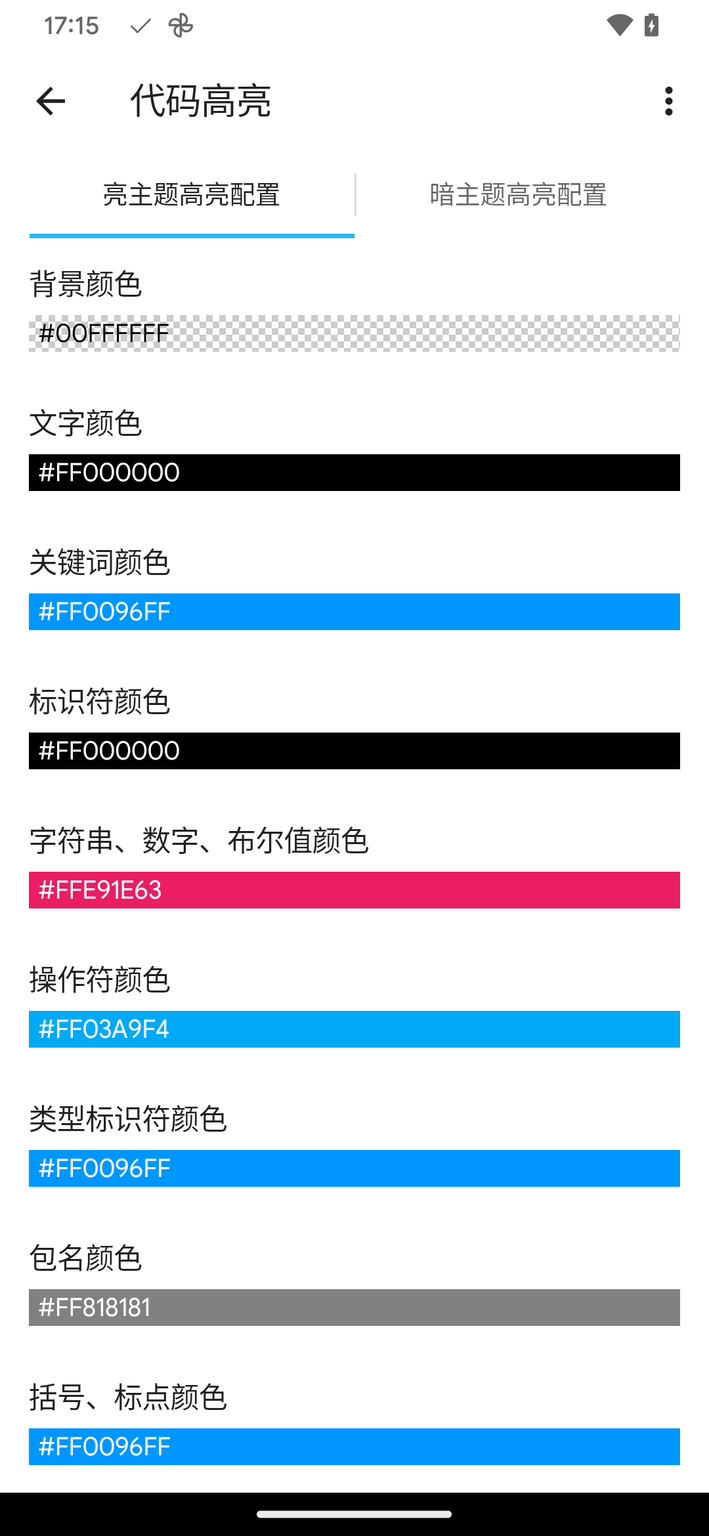 17:15
代码高亮
亮主题高亮配置
暗主题高亮配置
背景颜色
#00FFFFFF
文字颜色
#FF000000
关键词颜色
#FF0096FF
标识符颜色
#FF000000
字符串、数字、布尔值颜色
#FFE91E63
操作符颜色
#FF03A9F4
类型标识符颜色
#FF0096FF
包名颜色
#FF818181
括号、标点颜色
#FF0096FF